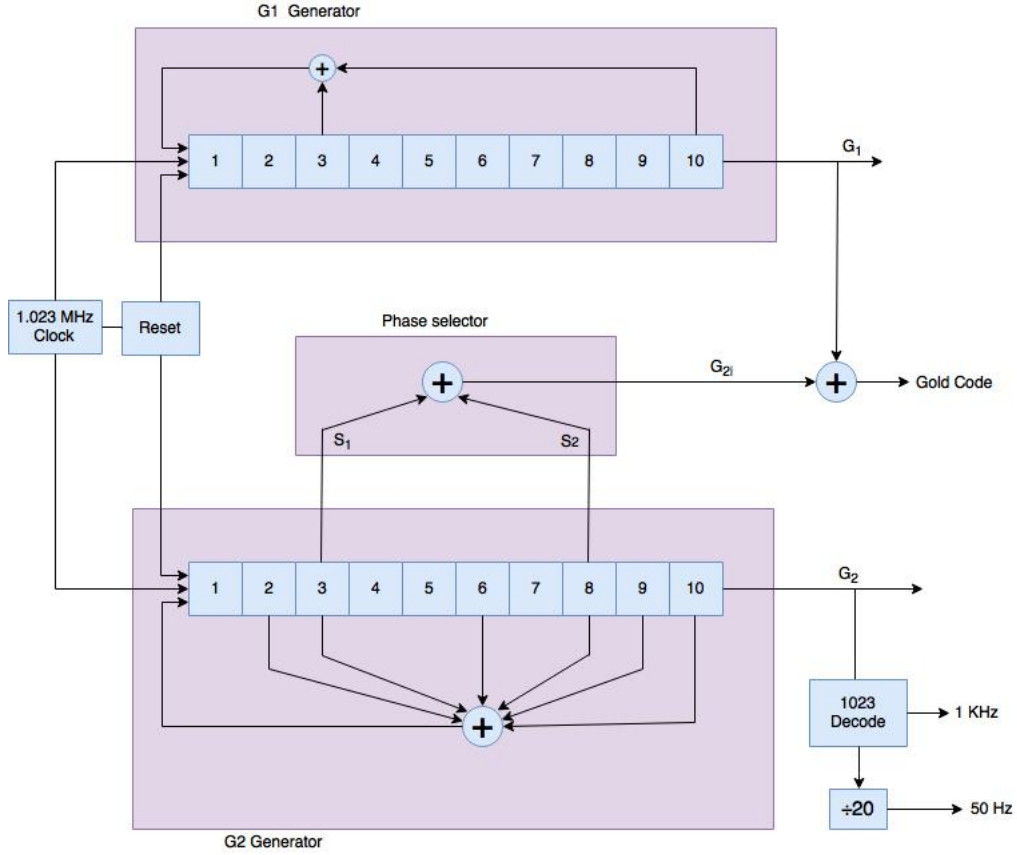 G1 Generator
+
1 2 3 4 5 6 7 8 9 10
G1
1.023 MHz
Clock
Reset
Phase selector
+
G2i
+
Gold Code
S1
S2
1 2 3 4 5 6 7 8 9 10
G2
+
1023
Decode
1 KHz
÷20
50 Hz
G2 Generator